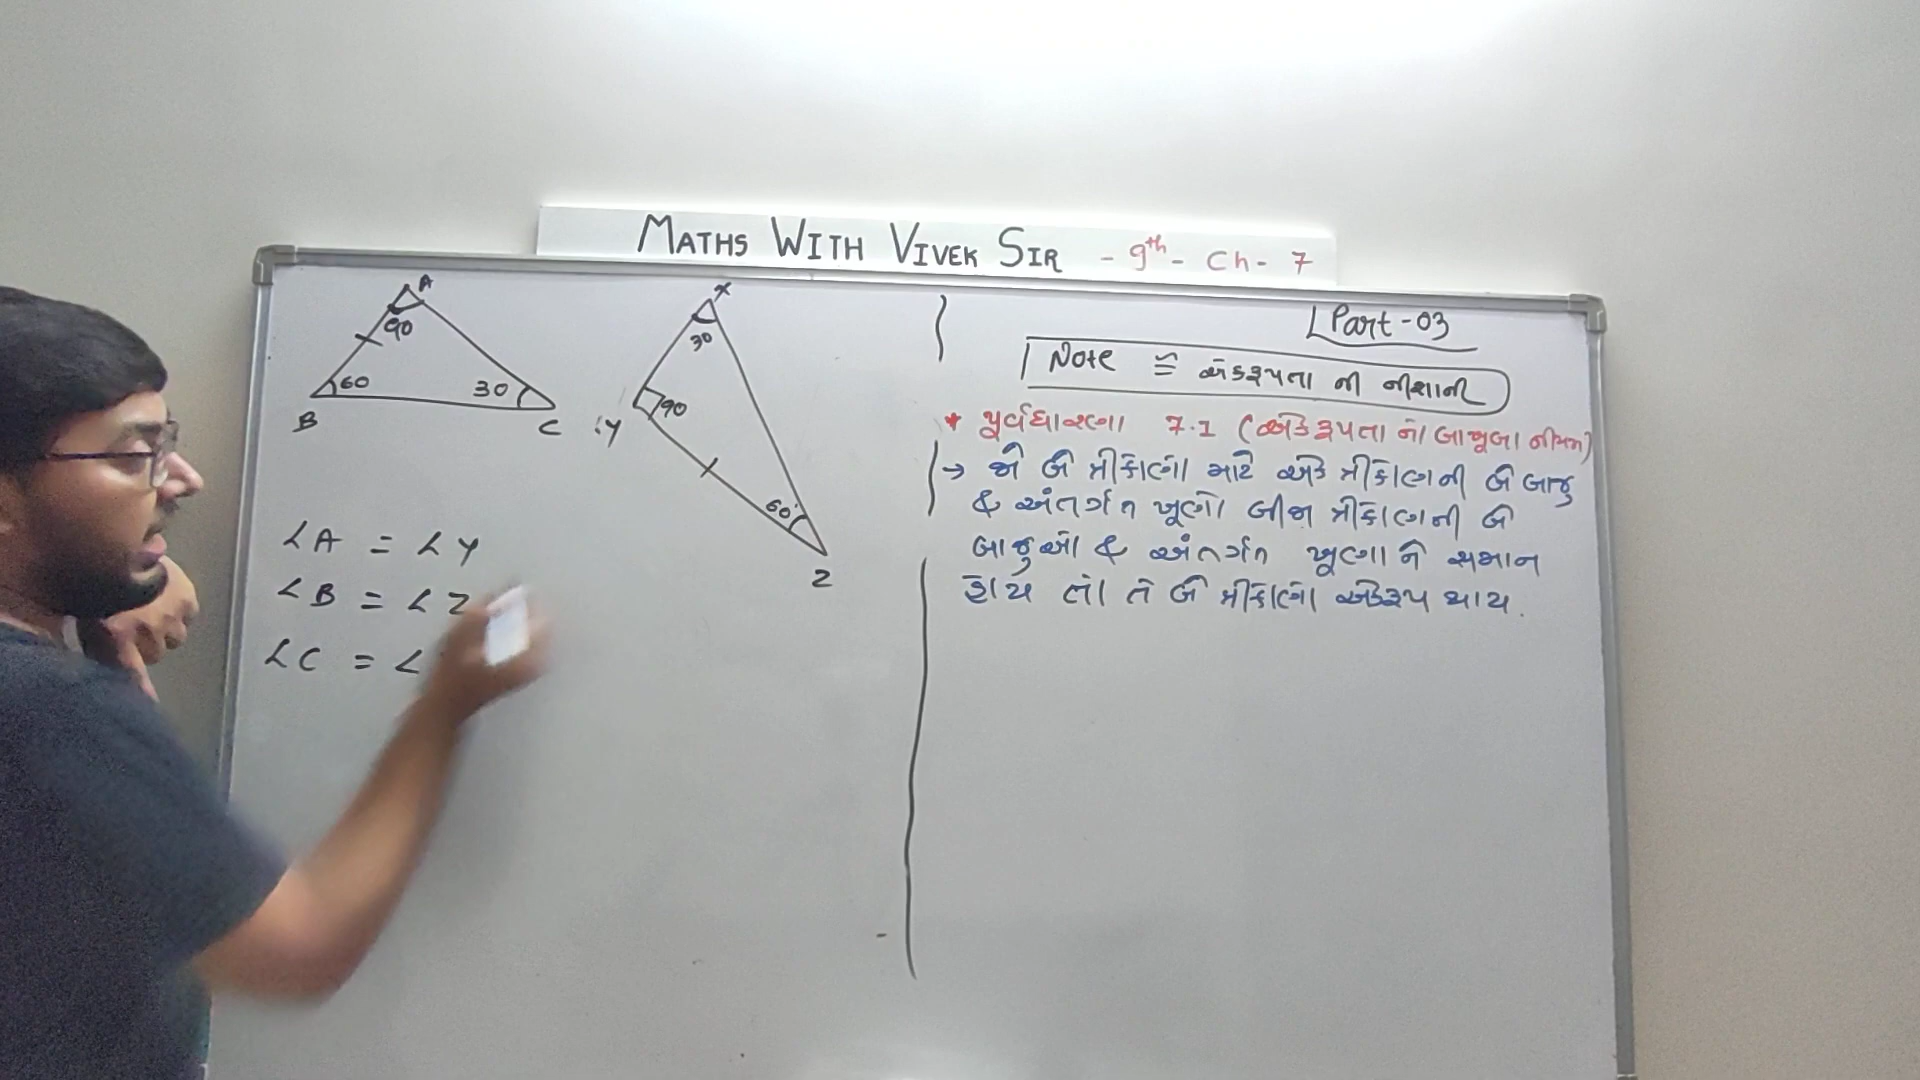 MATHS WITH VIVEK SIR - 9th - Ch - 7
A
90
B
60
30
C
X
30
Y
90
60°
Z
∠A = ∠Y
∠B = ∠Z
∠C = ∠
Part - 03
Note ≅ એકરૂપતા ની નીશાની
* પૂર્વધારણા 7.1 (એકરૂપતા નો બાખૂબા નીયમ)
→ જો બે ત્રીકોણો માટે એક ત્રીકોણની બે બાજુ
& અંતર્ગત ખૂણો બીજા ત્રીકોણની બે
બાજુઓ & અંતર્ગત ખૂણા ને સમાન
હોય તો તે બે ત્રીકોણો એકરૂપ થાય.